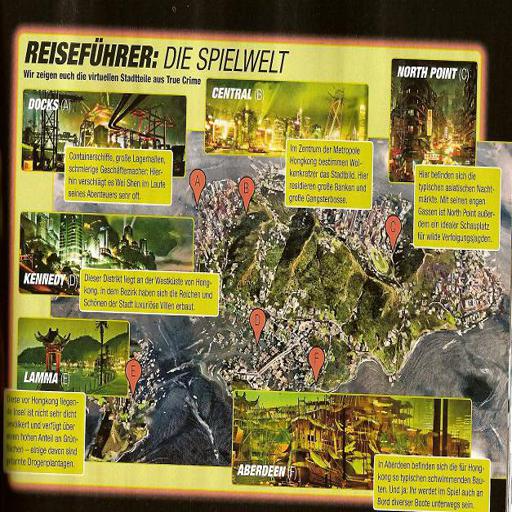 REISEFÜHRER: DIE SPIELWELT
Wir zeigen euch die virtuellen Stadtteile aus True Crime
DOCKS (A)
Containerschiffe, große Lagerhallen,
schmierige Geschäftemacher: Hier-
hin verschlägt es Wei Shen im Laufe
seines Abenteuers sehr oft.
CENTRAL (B)
Im Zentrum der Metropole
Hongkong bestimmen Wol-
kenkratzer das Stadtbild. Hier
residieren große Banken und
große Gangsterbosse.
NORTH POINT (C)
Hier befinden sich die
typischen asiatischen Nacht-
märkte. Mit seinen engen
Gassen ist North Point außer-
dem ein idealer Schauplatz
für wilde Verfolgungsjagden.
A
B
C
KENNEDY (D)
Dieser Distrikt liegt an der Westküste von Hong-
kong. In dem Bezirk haben sich die Reichen und
Schönen der Stadt luxuriöse Villen erbaut.
D
F
LAMMA (E)
E
Diese vor Hongkong liegen-
de Insel ist nicht sehr dicht
bevölkert und verfügt über
einen hohen Anteil an Grün-
flächen – einige davon sind
getarnte Drogenplantagen.
ABERDEEN (F)
In Aberdeen befinden sich die für Hong-
kong so typischen schwimmenden Bau-
ten. Und ja: Ihr werdet im Spiel auch an
Bord diverser Boote unterwegs sein.